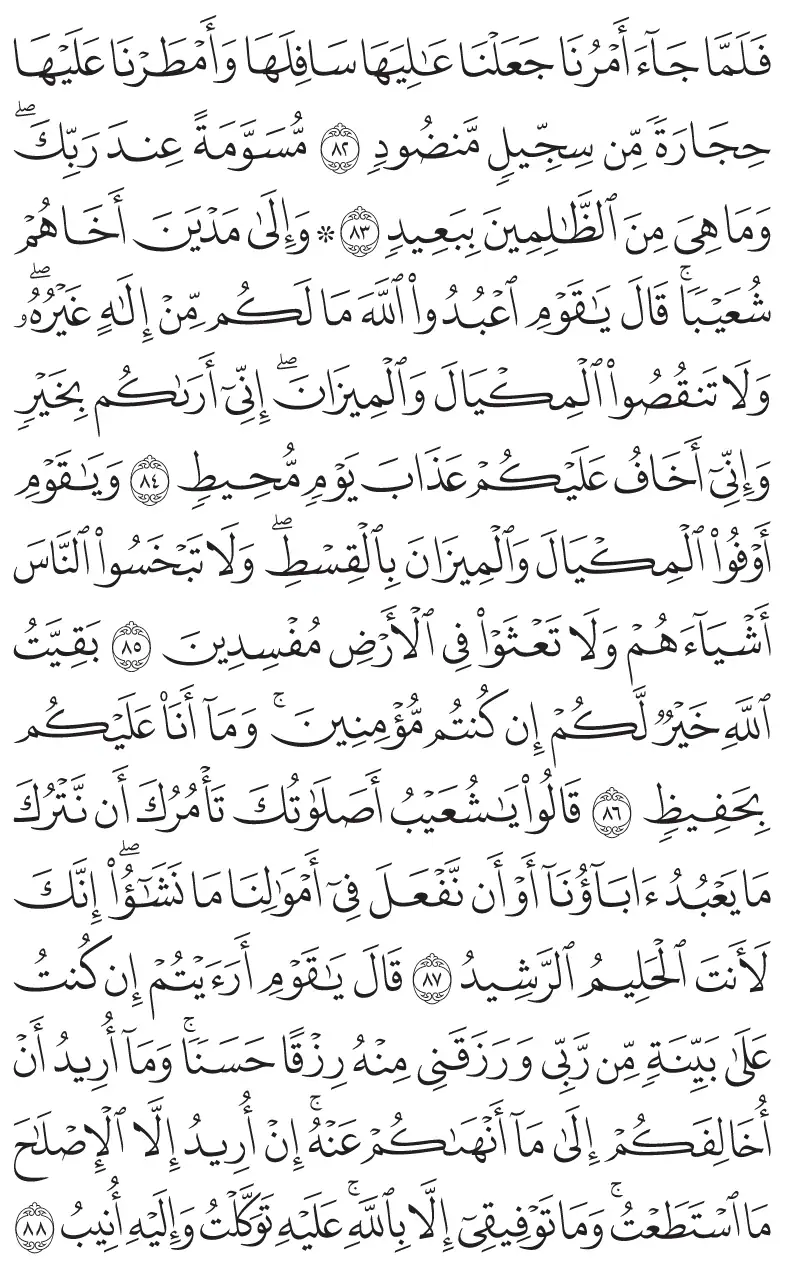 فَلَمَّا جَآءَ أَمْرُنَا جَعَلْنَا عَٰلِيَهَا سَافِلَهَا وَأَمْطَرْنَا عَلَيْهَا
حِجَارَةً مِّن سِجِّيلٍ مَّنضُودٍ ٨٢ مُّسَوَّمَةً عِندَ رَبِّكَۖ
وَمَا هِىَ مِنَ ٱلظَّٰلِمِينَ بِبَعِيدٍ ٨٣ * وَإِلَىٰ مَدْيَنَ أَخَاهُمْ
شُعَيْبًاۚ قَالَ يَٰقَوْمِ ٱعْبُدُوا۟ ٱللَّهَ مَا لَكُم مِّنْ إِلَٰهٍ غَيْرُهُۥۖ
وَلَا تَنقُصُوا۟ ٱلْمِكْيَالَ وَٱلْمِيزَانَۖ إِنِّىٓ أَرَىٰكُم بِخَيْرٍ
وَإِنِّىٓ أَخَافُ عَلَيْكُمْ عَذَابَ يَوْمٍ مُّحِيطٍ ٨٤ وَيَٰقَوْمِ
أَوْفُوا۟ ٱلْمِكْيَالَ وَٱلْمِيزَانَ بِٱلْقِسْطِۖ وَلَا تَبْخَسُوا۟ ٱلنَّاسَ
أَشْيَآءَهُمْ وَلَا تَعْثَوْا۟ فِى ٱلْأَرْضِ مُفْسِدِينَ ٨٥ بَقِيَّتُ
ٱللَّهِ خَيْرٌ لَّكُمْ إِن كُنتُم مُّؤْمِنِينَۚ وَمَآ أَنَا۠ عَلَيْكُم
بِحَفِيظٍ ٨٦ قَالُوا۟ يَٰشُعَيْبُ أَصَلَوٰتُكَ تَأْمُرُكَ أَن نَّتْرُكَ
مَا يَعْبُدُ ءَابَآؤُنَآ أَوْ أَن نَّفْعَلَ فِىٓ أَمْوَٰلِنَا مَا نَشَٰٓؤُا۟ۖ إِنَّكَ
لَأَنتَ ٱلْحَلِيمُ ٱلرَّشِيدُ ٨٧ قَالَ يَٰقَوْمِ أَرَءَيْتُمْ إِن كُنتُ
عَلَىٰ بَيِّنَةٍ مِّن رَّبِّى وَرَزَقَنِى مِنْهُ رِزْقًا حَسَنًاۚ وَمَآ أُرِيدُ أَنْ
أُخَالِفَكُمْ إِلَىٰ مَآ أَنْهَىٰكُمْ عَنْهُۚ إِنْ أُرِيدُ إِلَّا ٱلْإِصْلَٰحَ
مَا ٱسْتَطَعْتُۚ وَمَا تَوْفِيقِىٓ إِلَّا بِٱللَّهِۚ عَلَيْهِ تَوَكَّلْتُ وَإِلَيْهِ أُنِيبُ ٨٨